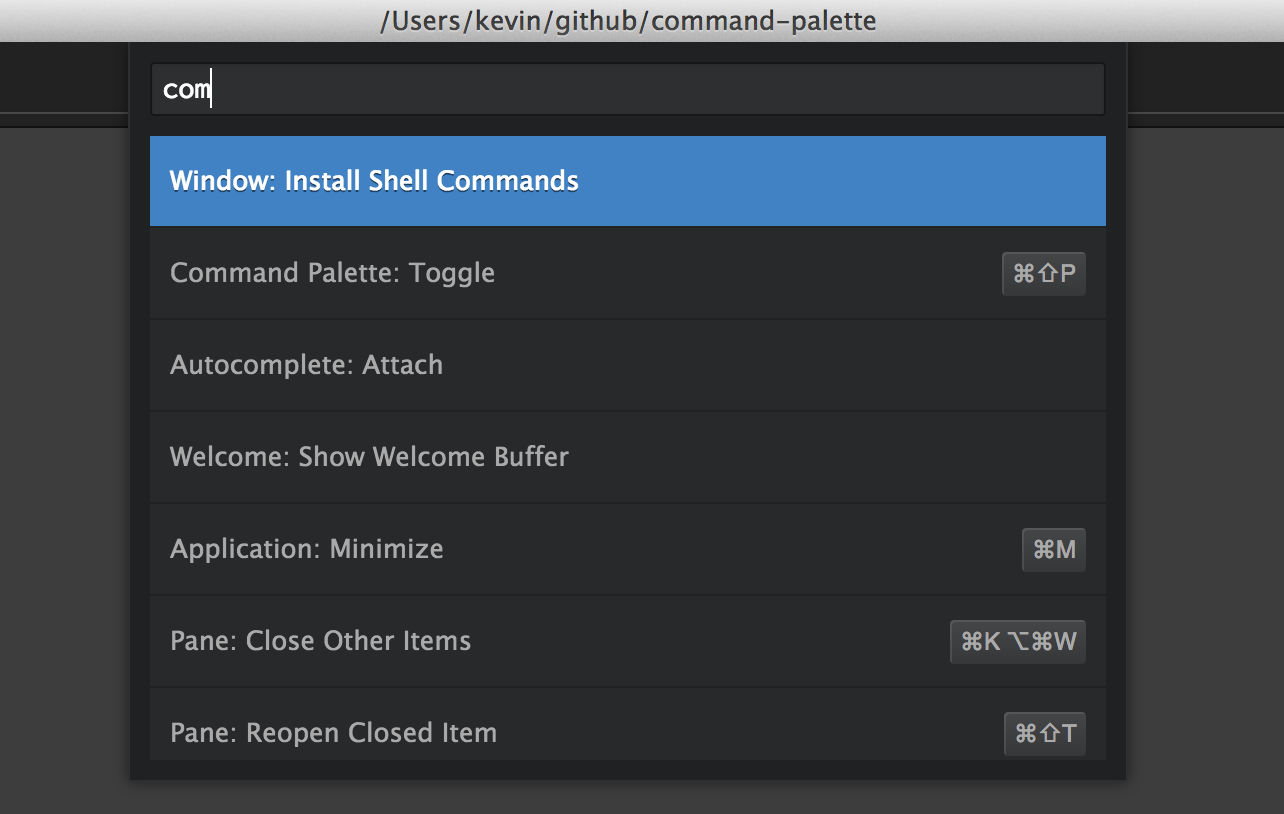 /Users/kevin/github/command-palette
com
Window: Install Shell Commands
Command Palette: Toggle ⌘⇧P
Autocomplete: Attach
Welcome: Show Welcome Buffer
Application: Minimize ⌘M
Pane: Close Other Items ⌘K ⌥⌘W
Pane: Reopen Closed Item ⌘⇧T